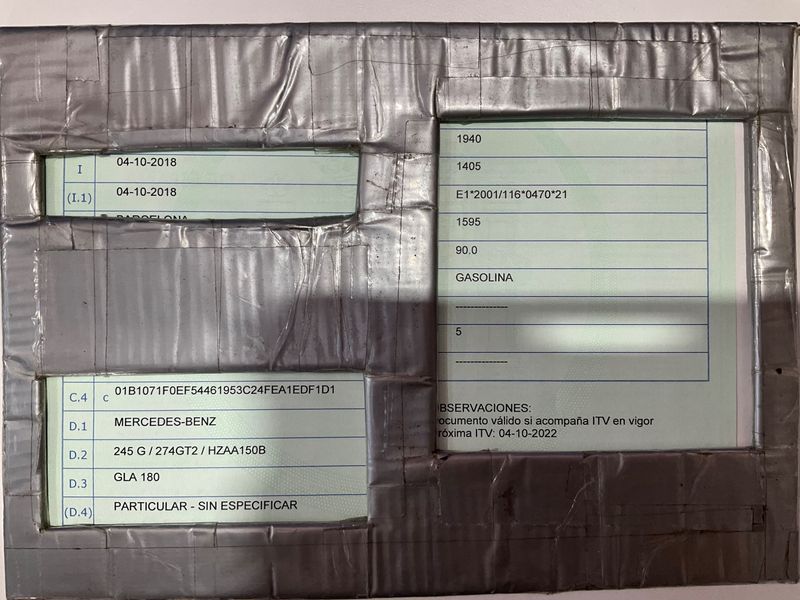 I 04-10-2018
(I.1) 04-10-2018
BARCELONA
C.4 c 01B1071F0EF54461953C24FEA1EDF1D1
D.1 MERCEDES-BENZ
D.2 245 G / 274GT2 / HZAA150B
D.3 GLA 180
(D.4) PARTICULAR - SIN ESPECIFICAR
1940
1405
E1*2001/116*0470*21
1595
90.0
GASOLINA
--------------
5
--------------
OBSERVACIONES:
ocumento válido si acompaña ITV en vigor
róxima ITV: 04-10-2022